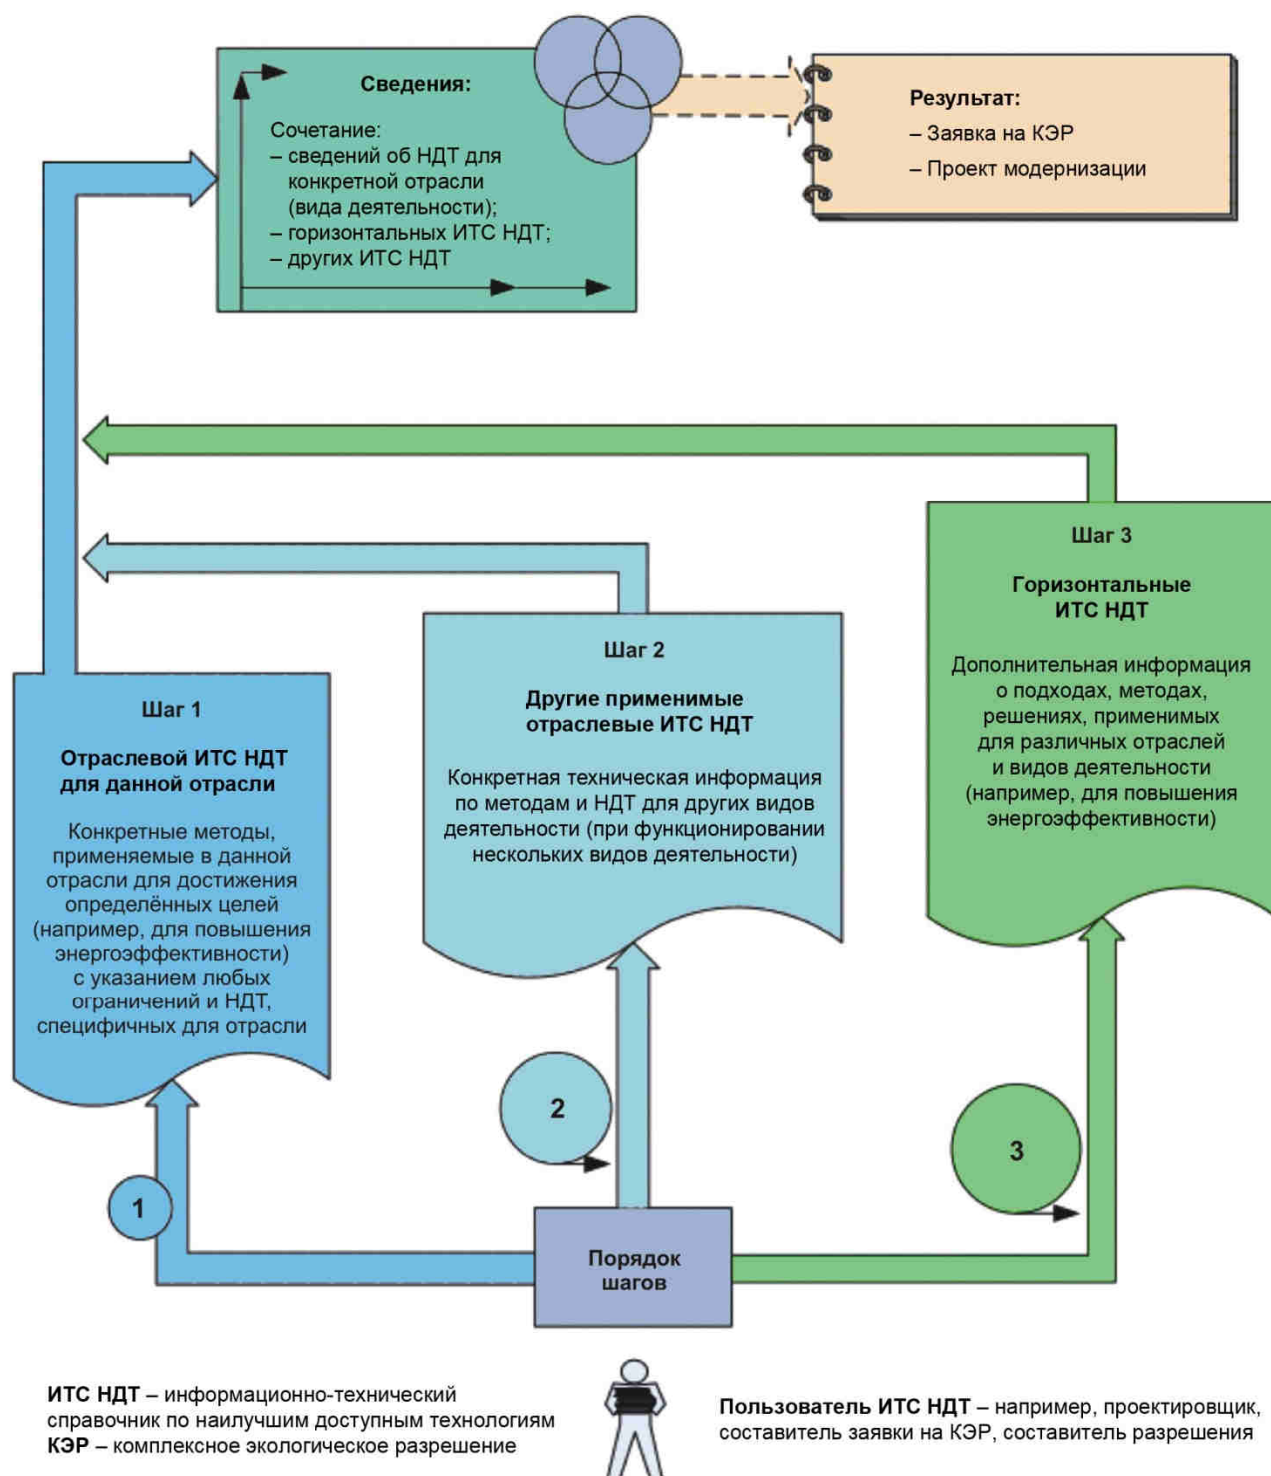 Сведения:
Сочетание:
– сведений об НДТ для
конкретной отрасли
(вида деятельности);
– горизонтальных ИТС НДТ;
– других ИТС НДТ
Результат:
– Заявка на КЭР
– Проект модернизации
Шаг 1
Отраслевой ИТС НДТ
для данной отрасли
Конкретные методы,
применяемые в данной
отрасли для достижения
определённых целей
(например, для повышения
энергоэффективности)
с указанием любых
ограничений и НДТ,
специфичных для отрасли
Шаг 2
Другие применимые
отраслевые ИТС НДТ
Конкретная техническая информация
по методам и НДТ для других видов
деятельности (при функционировании
нескольких видов деятельности)
Шаг 3
Горизонтальные
ИТС НДТ
Дополнительная информация
о подходах, методах,
решениях, применимых
для различных отраслей
и видов деятельности
(например, для повышения
энергоэффективности)
1
2
3
Порядок
шагов
ИТС НДТ – информационно-технический
справочник по наилучшим доступным технологиям
КЭР – комплексное экологическое разрешение
Пользователь ИТС НДТ – например, проектировщик,
составитель заявки на КЭР, составитель разрешения